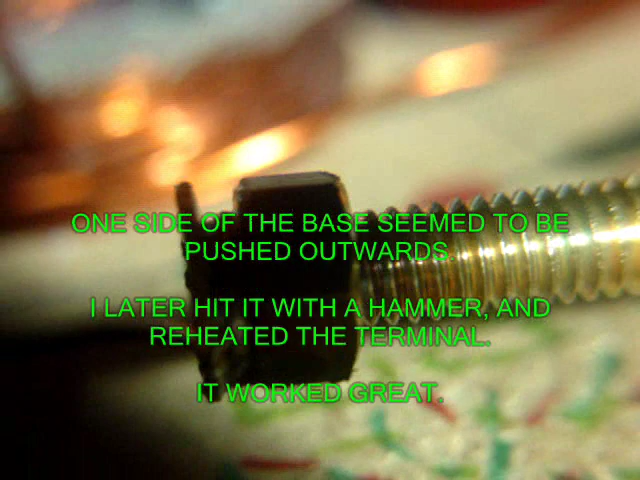 ONE SIDE OF THE BASE SEEMED TO BE
PUSHED OUTWARDS.
I LATER HIT IT WITH A HAMMER, AND
REHEATED THE TERMINAL.
IT WORKED GREAT.